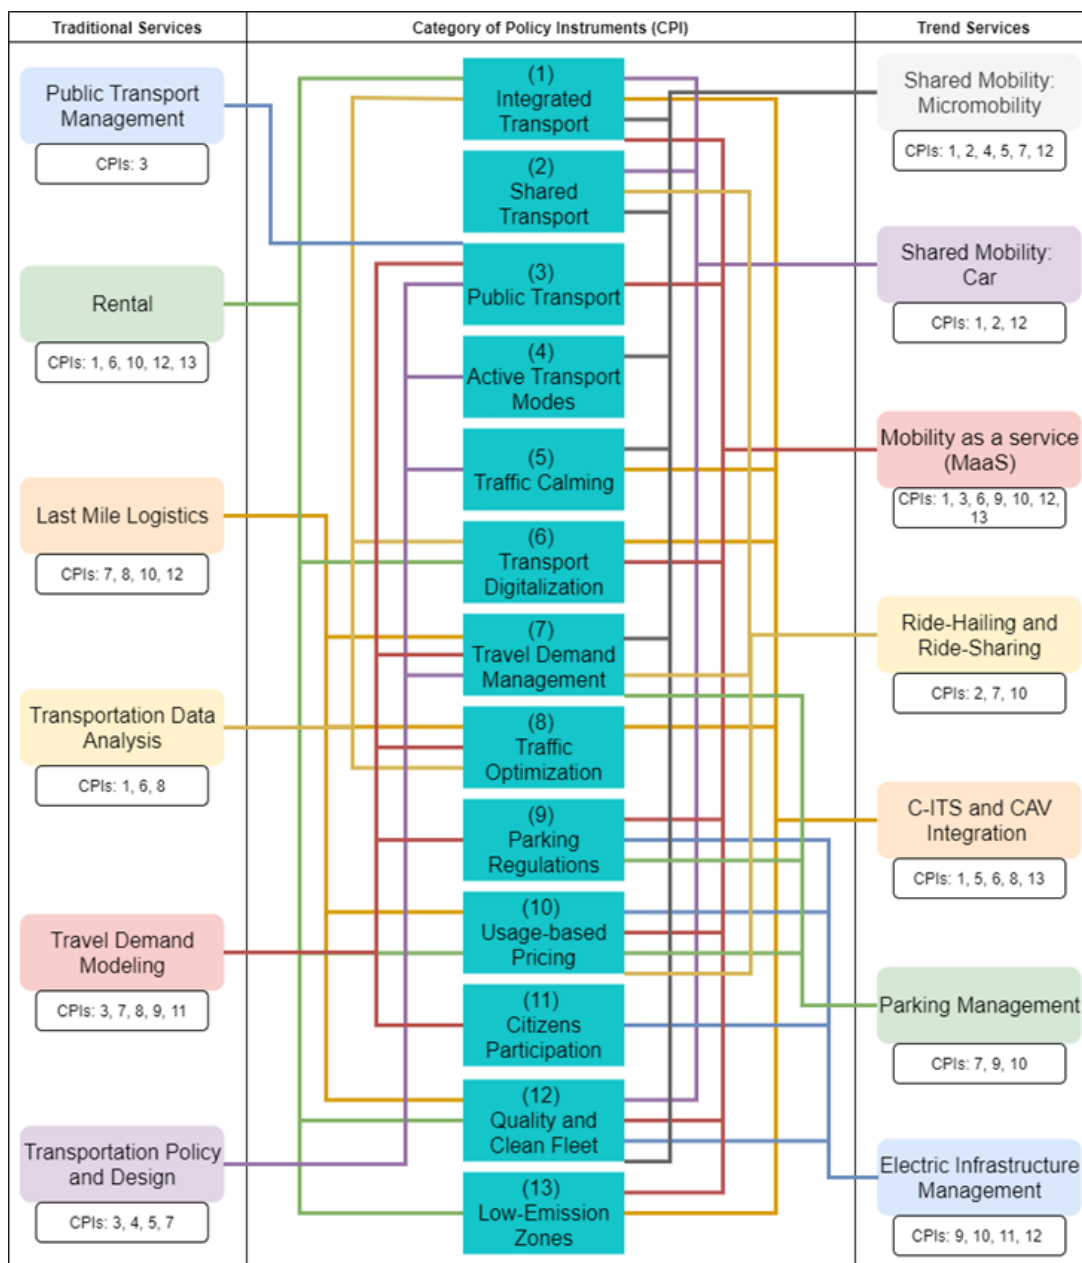 Traditional Services
Category of Policy Instruments (CPI)
Trend Services
Public Transport
Management
CPIs: 3
Rental
CPIs: 1, 6, 10, 12, 13
Last Mile Logistics
CPIs: 7, 8, 10, 12
Transportation Data
Analysis
CPIs: 1, 6, 8
Travel Demand
Modeling
CPIs: 3, 7, 8, 9, 11
Transportation Policy
and Design
CPIs: 3, 4, 5, 7
(1)
Integrated
Transport
(2)
Shared
Transport
(3)
Public Transport
(4)
Active Transport
Modes
(5)
Traffic Calming
(6)
Transport
Digitalization
(7)
Travel Demand
Management
(8)
Traffic
Optimization
(9)
Parking
Regulations
(10)
Usage-based
Pricing
(11)
Citizens
Participation
(12)
Quality and
Clean Fleet
(13)
Low-Emission
Zones
Shared Mobility:
Micromobility
CPIs: 1, 2, 4, 5, 7, 12
Shared Mobility:
Car
CPIs: 1, 2, 12
Mobility as a service
(MaaS)
CPIs: 1, 3, 6, 9, 10, 12,
13
Ride-Hailing and
Ride-Sharing
CPIs: 2, 7, 10
C-ITS and CAV
Integration
CPIs: 1, 5, 6, 8, 13
Parking Management
CPIs: 7, 9, 10
Electric Infrastructure
Management
CPIs: 9, 10, 11, 12